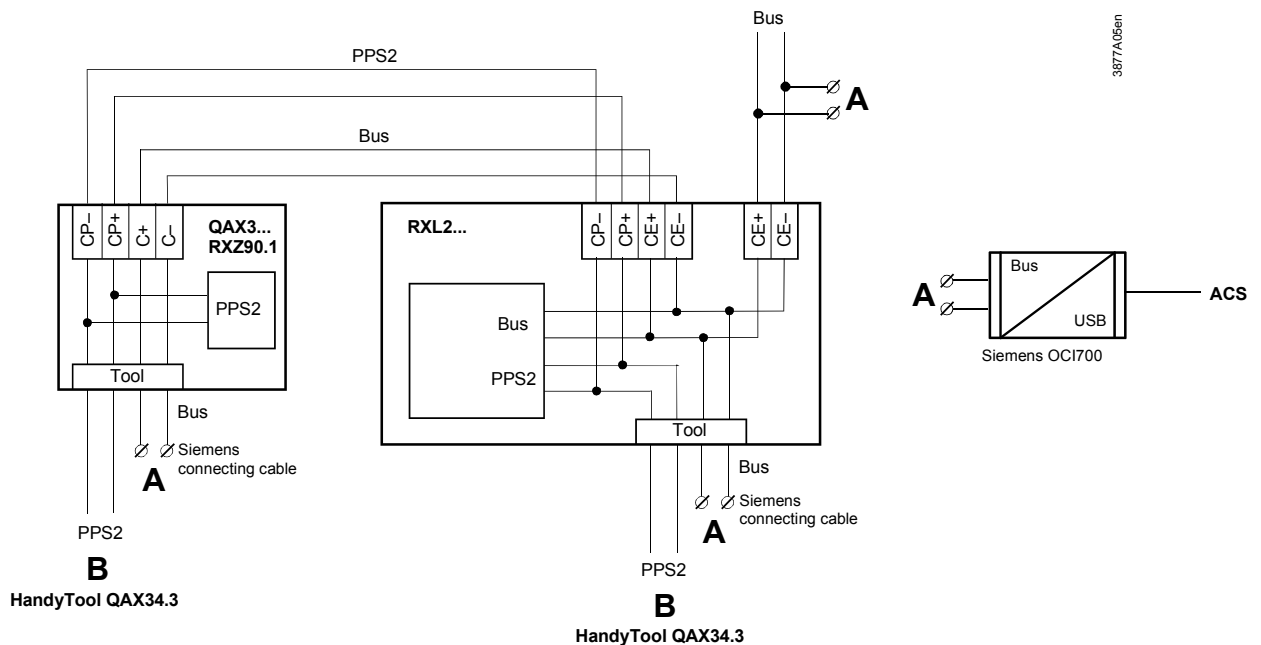 Bus
3877A05en
PPS2
A
Bus
CP–
CP+
C+
C–
QAX3...
RXZ90.1
PPS2
Tool
Bus
Siemens
connecting cable
A
PPS2
B
HandyTool QAX34.3
RXL2...
CP–
CP+
CE+
CE–
CE+
CE–
Bus
PPS2
Tool
Bus
Siemens
connecting cable
A
PPS2
B
HandyTool QAX34.3
A
Bus
USB
ACS
Siemens OCI700